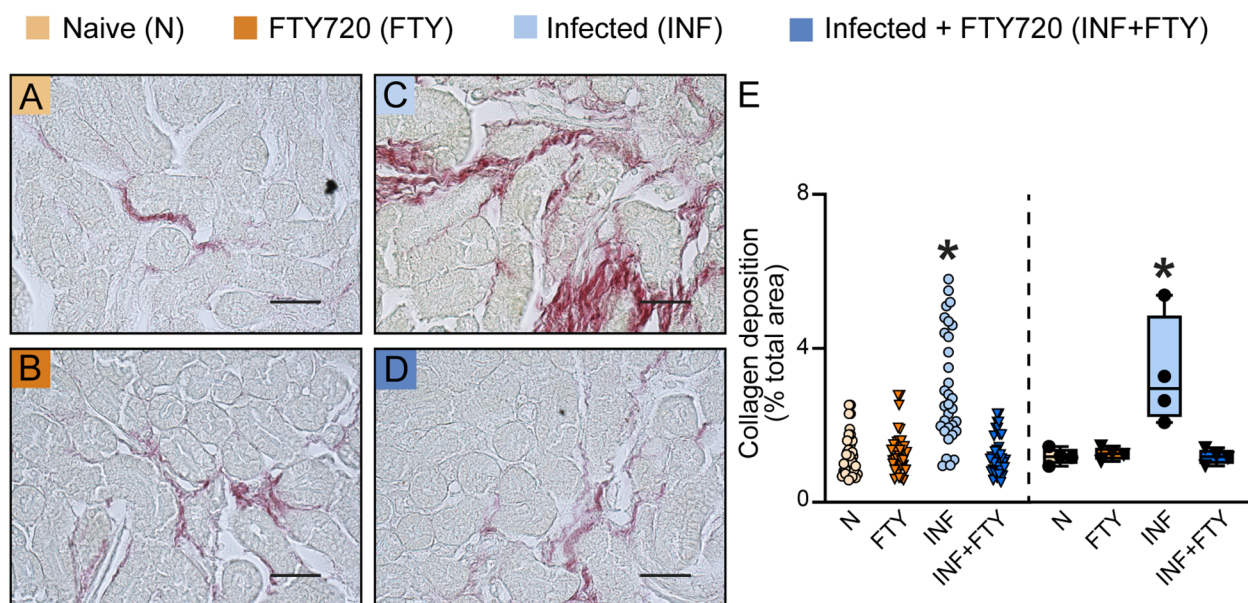 Naive (N) FTY720 (FTY) Infected (INF) Infected + FTY720 (INF+FTY)
A
C
B
D
E
Collagen deposition
(% total area)
8
4
0
*
*
N FTY INF INF+FTY N FTY INF INF+FTY